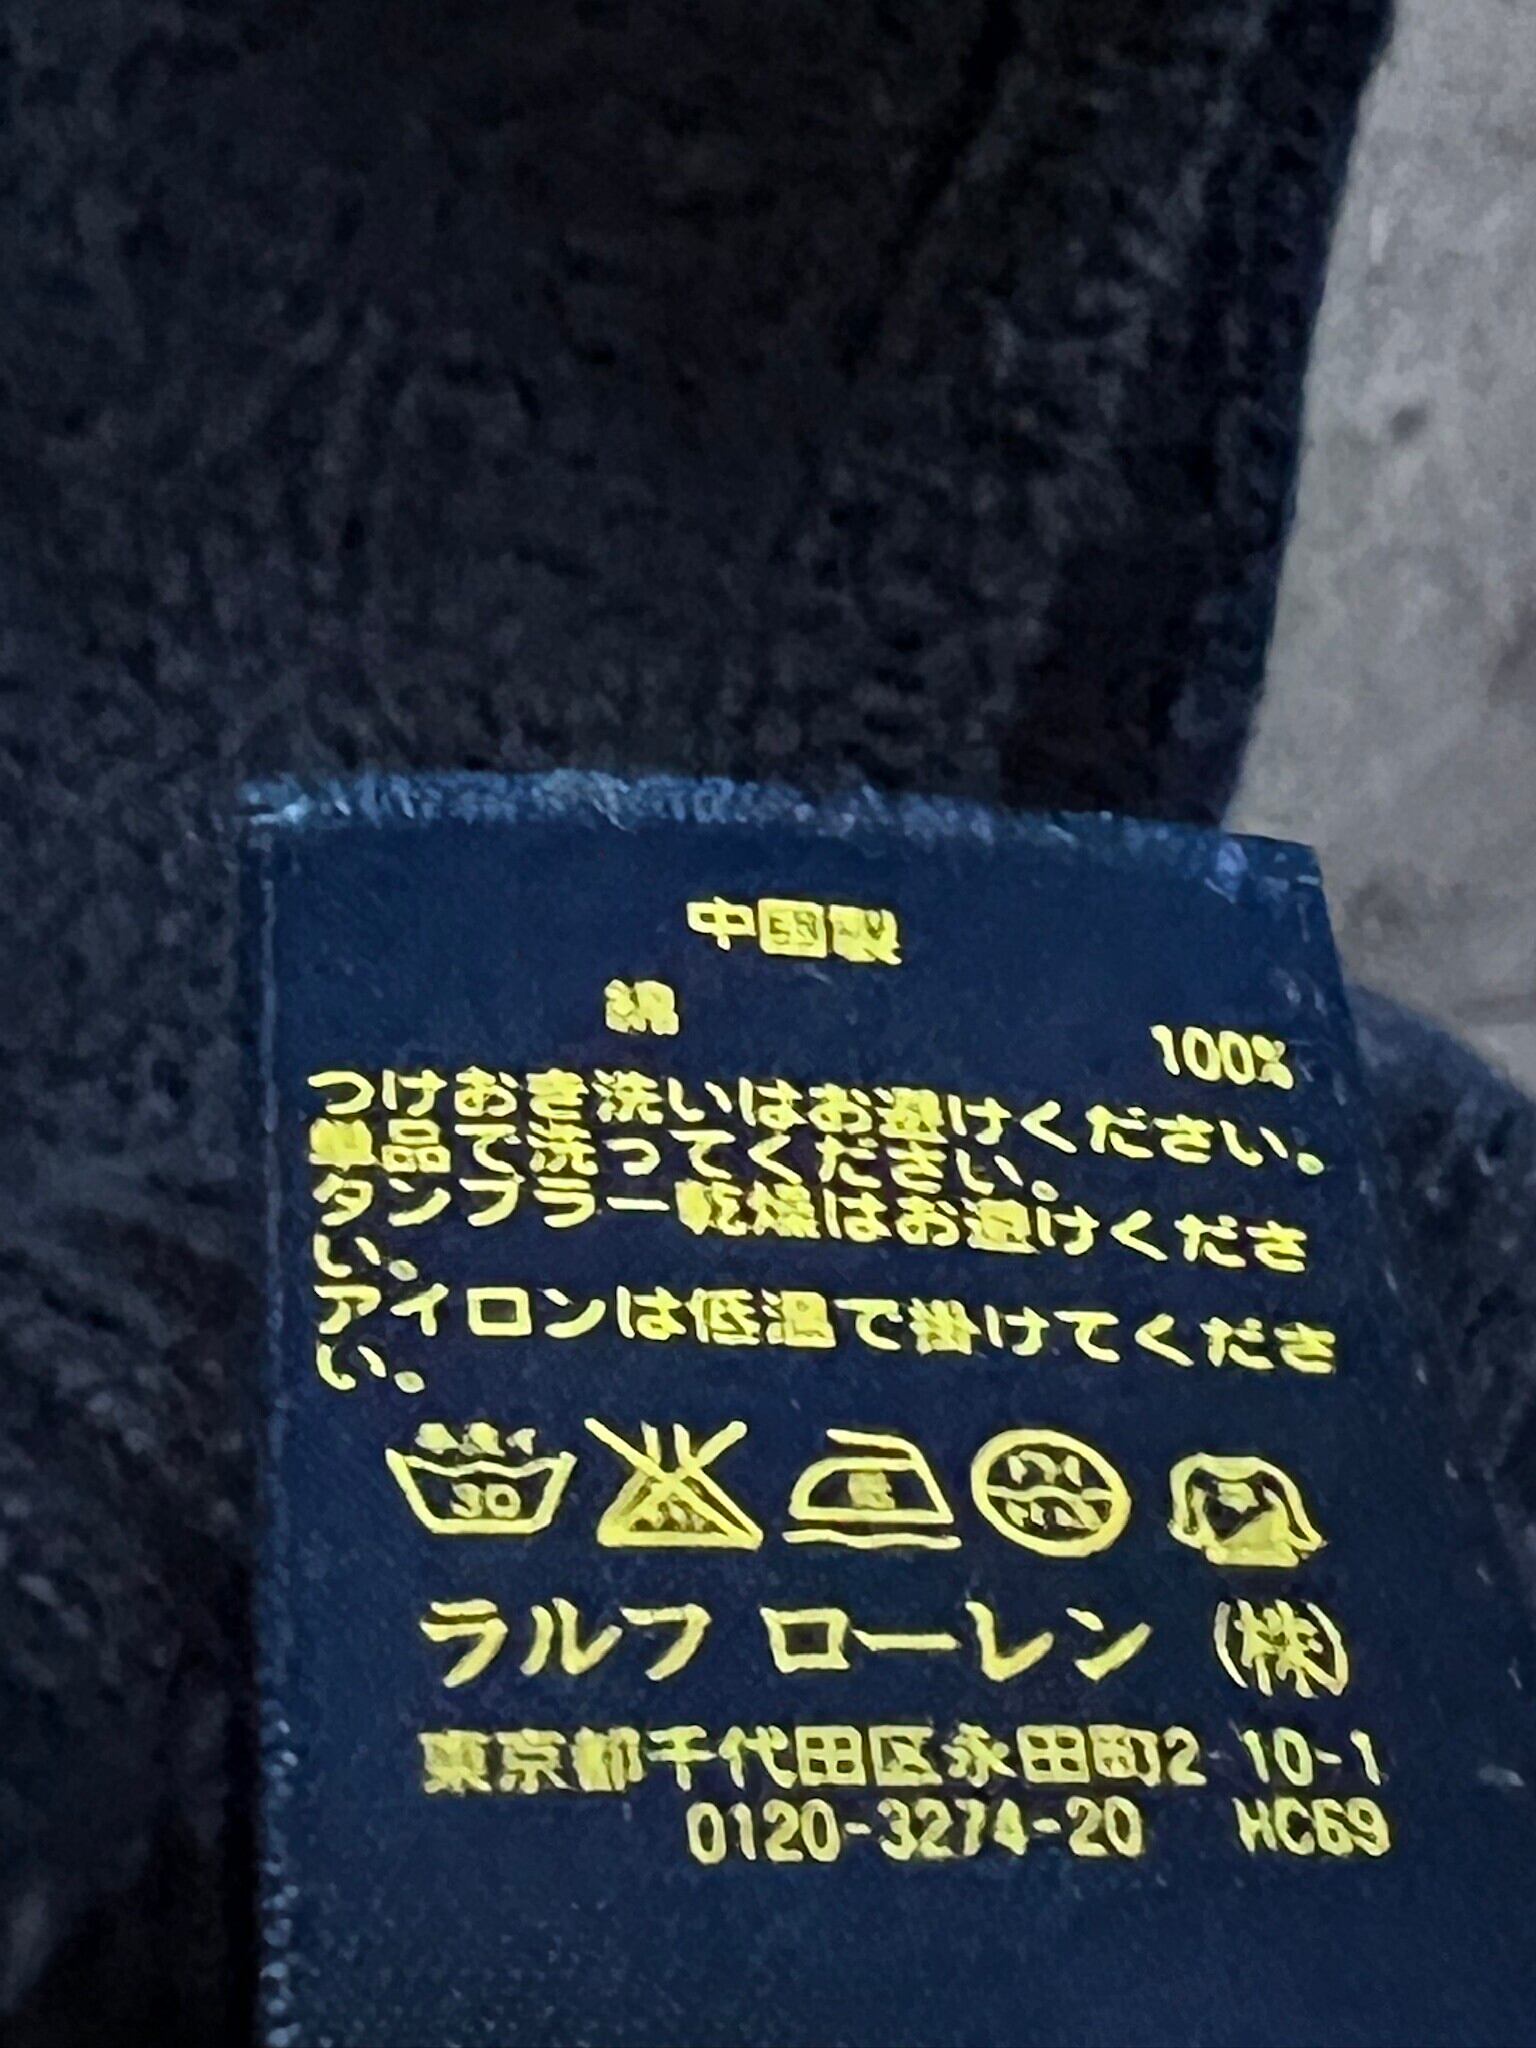 中国製
綿 100%
つけおき洗いはお避けください。
単品で洗ってください。
タンブラー乾燥はお避けくださ
い。
アイロンは低温で掛けてくださ
い。
30
ラルフ ローレン (株)
東京都千代田区永田町2-10-1
0120-3274-20 HC69